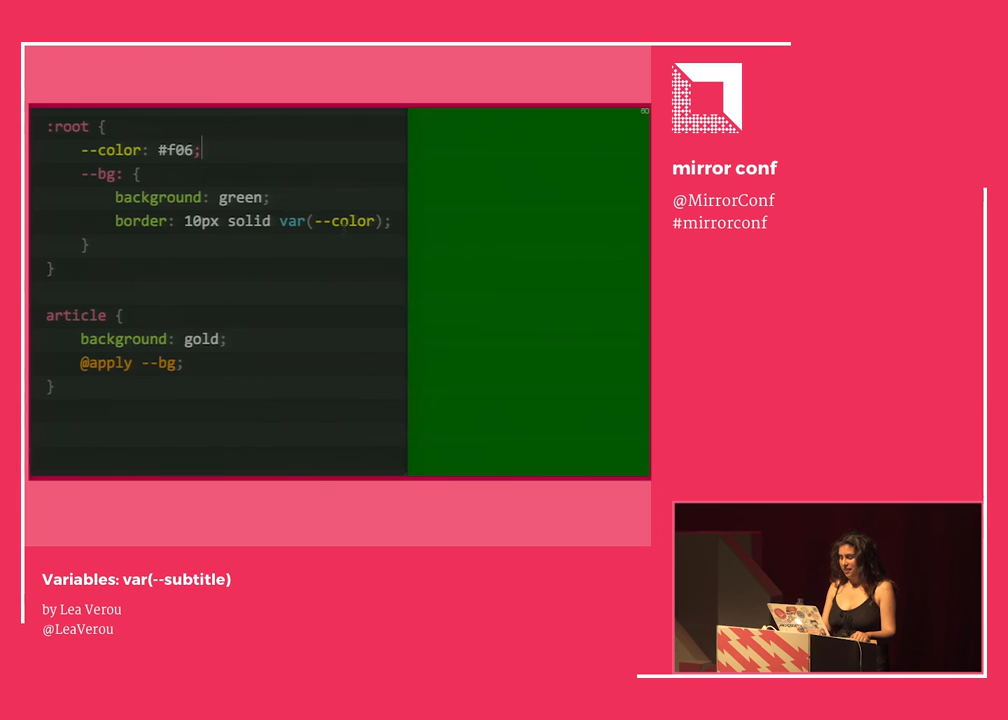 :root {
--color: #f06;
--bg: {
background: green;
border: 10px solid var(--color);
}
}
article {
background: gold;
@apply --bg;
}
60
mirror conf
@MirrorConf
#mirrorconf
Variables: var(--subtitle)
by Lea Verou
@LeaVerou